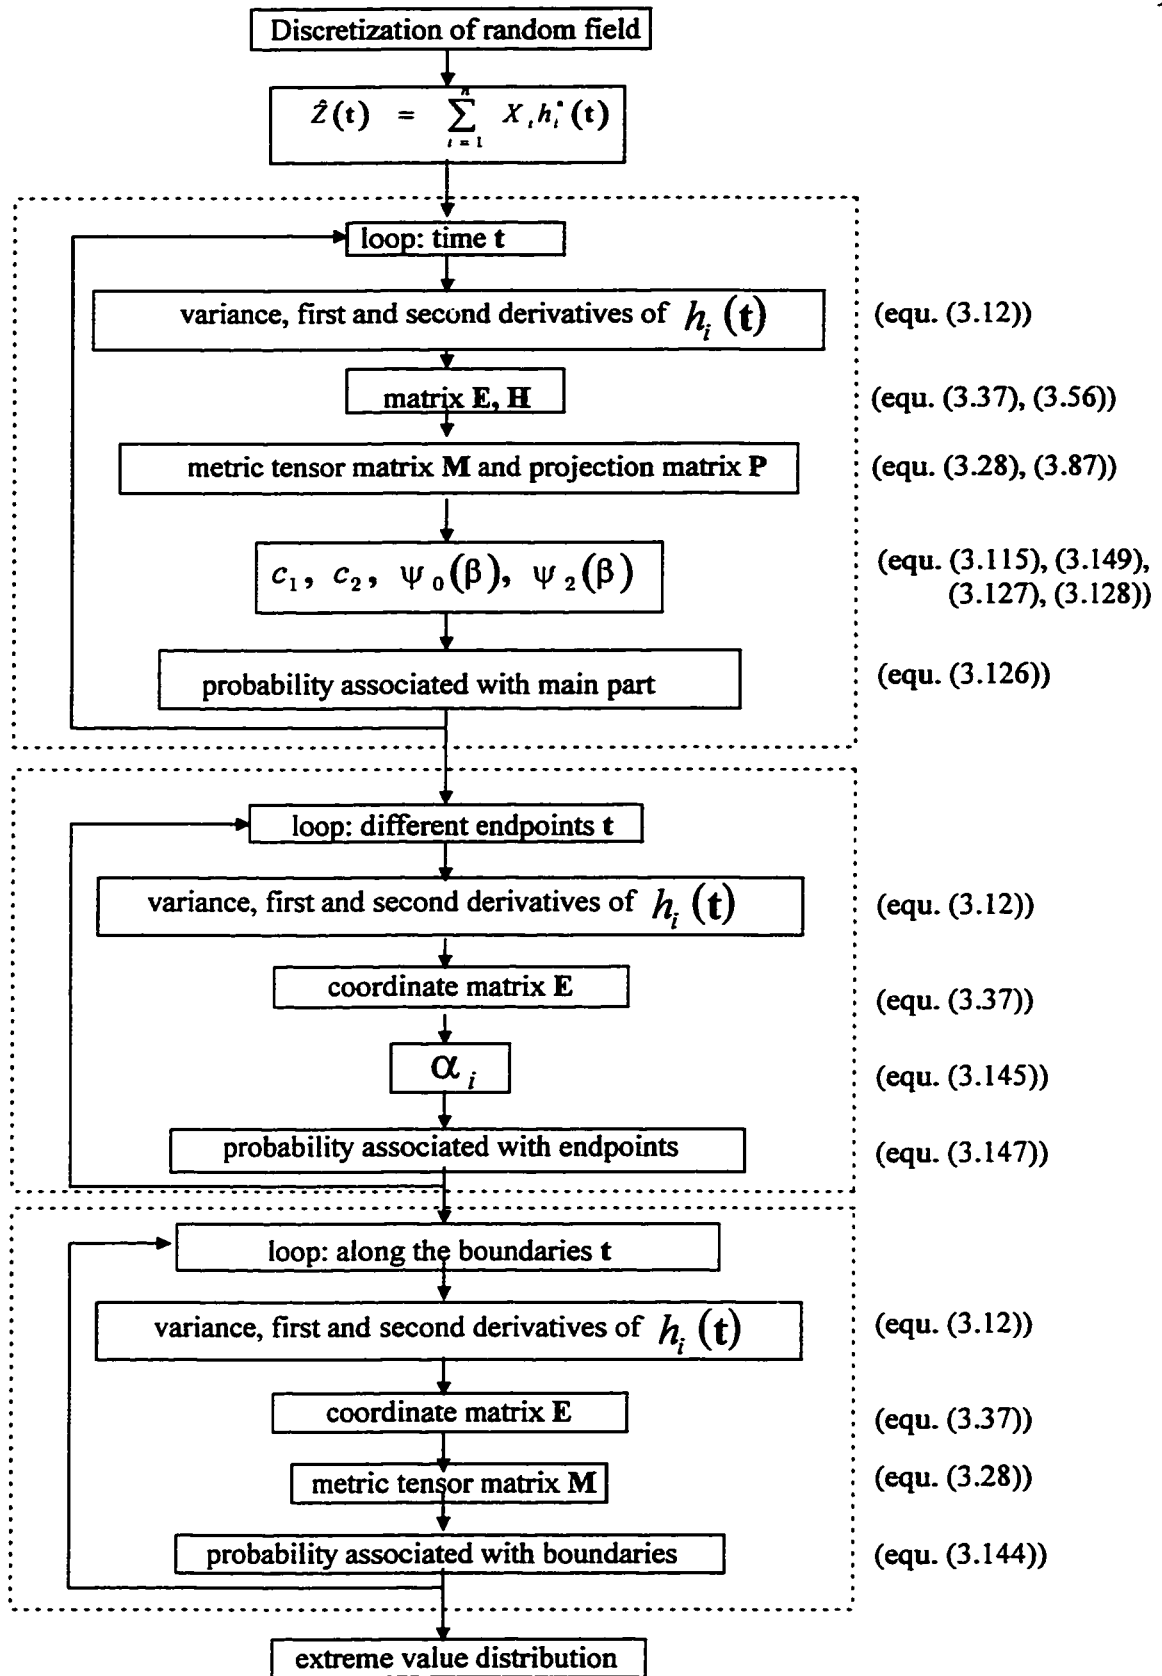 Discretization of random field
Ẑ(t) = ∑_{i=1}^{n} X_i h_i^*(t)
loop: time t
variance, first and second derivatives of h_i(t) (equ. (3.12))
matrix E, H (equ. (3.37), (3.56))
metric tensor matrix M and projection matrix P (equ. (3.28), (3.87))
c_1, c_2, ψ_0(β), ψ_2(β) (equ. (3.115), (3.149),
(3.127), (3.128))
probability associated with main part (equ. (3.126))
loop: different endpoints t
variance, first and second derivatives of h_i(t) (equ. (3.12))
coordinate matrix E (equ. (3.37))
α_i (equ. (3.145))
probability associated with endpoints (equ. (3.147))
loop: along the boundaries t
variance, first and second derivatives of h_i(t) (equ. (3.12))
coordinate matrix E (equ. (3.37))
metric tensor matrix M (equ. (3.28))
probability associated with boundaries (equ. (3.144))
extreme value distribution